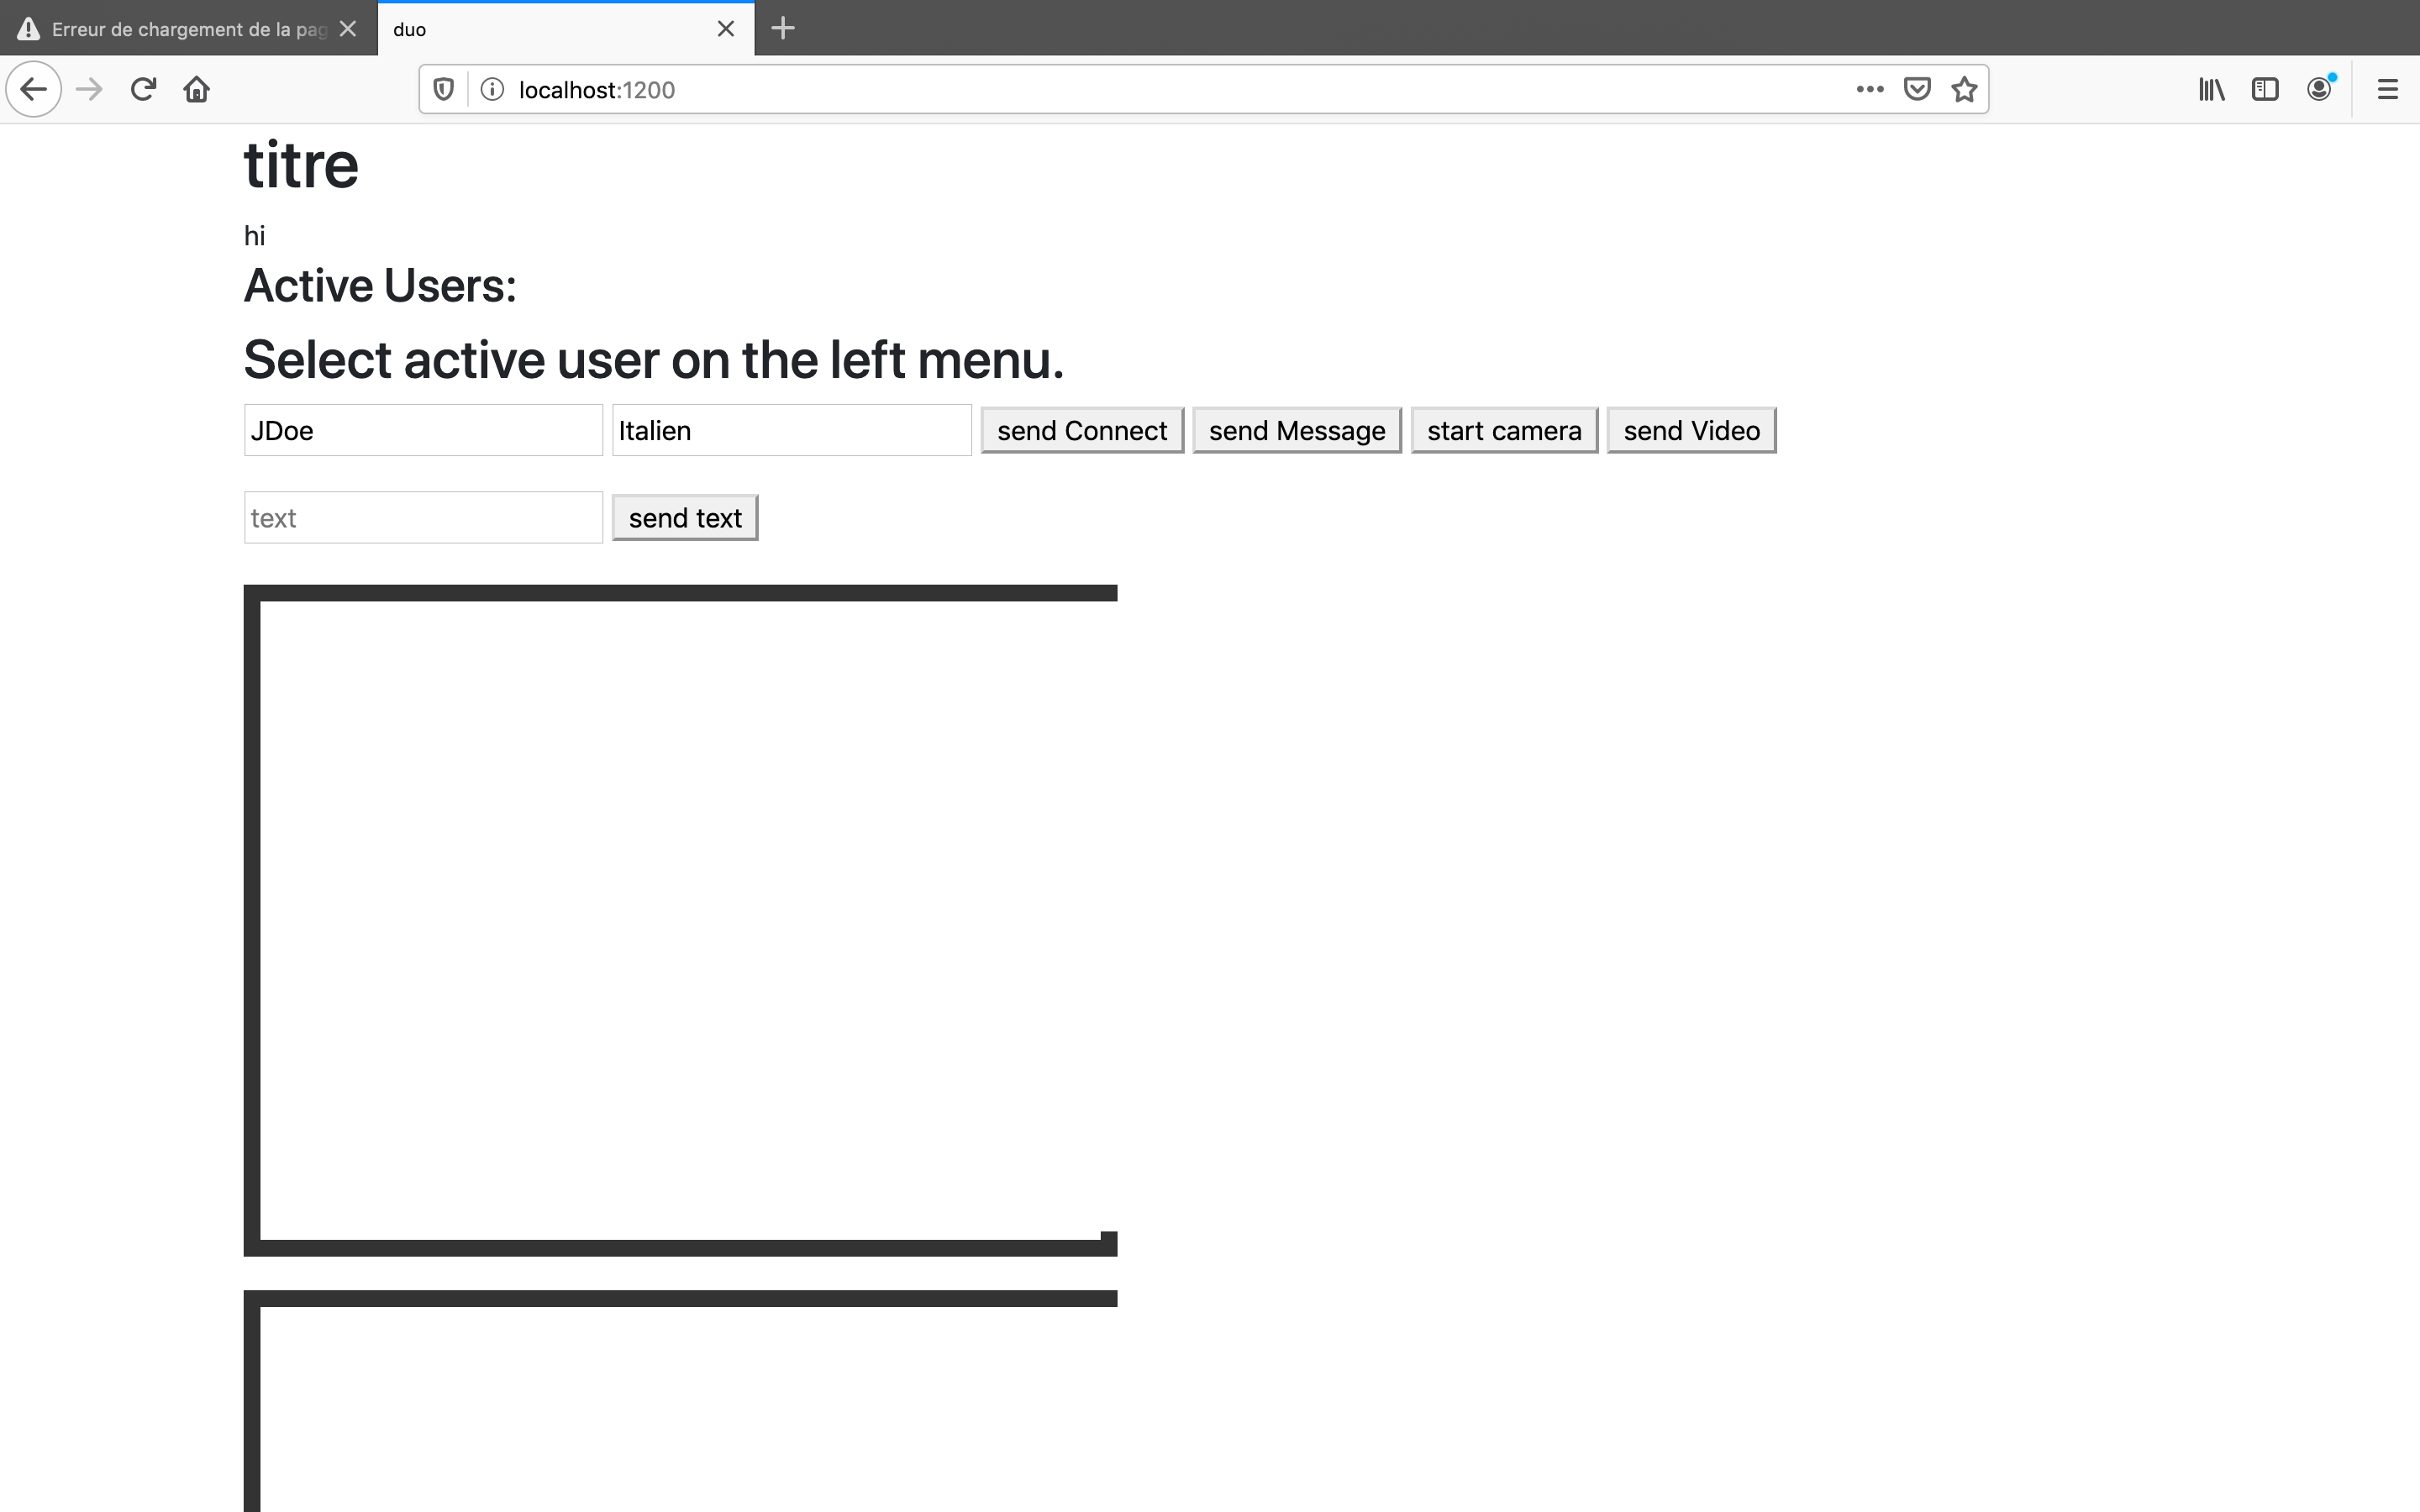 Erreur de chargement de la pag
duo
localhost:1200
titre
hi
Active Users:
Select active user on the left menu.
JDoe Italien send Connect send Message start camera send Video
text send text